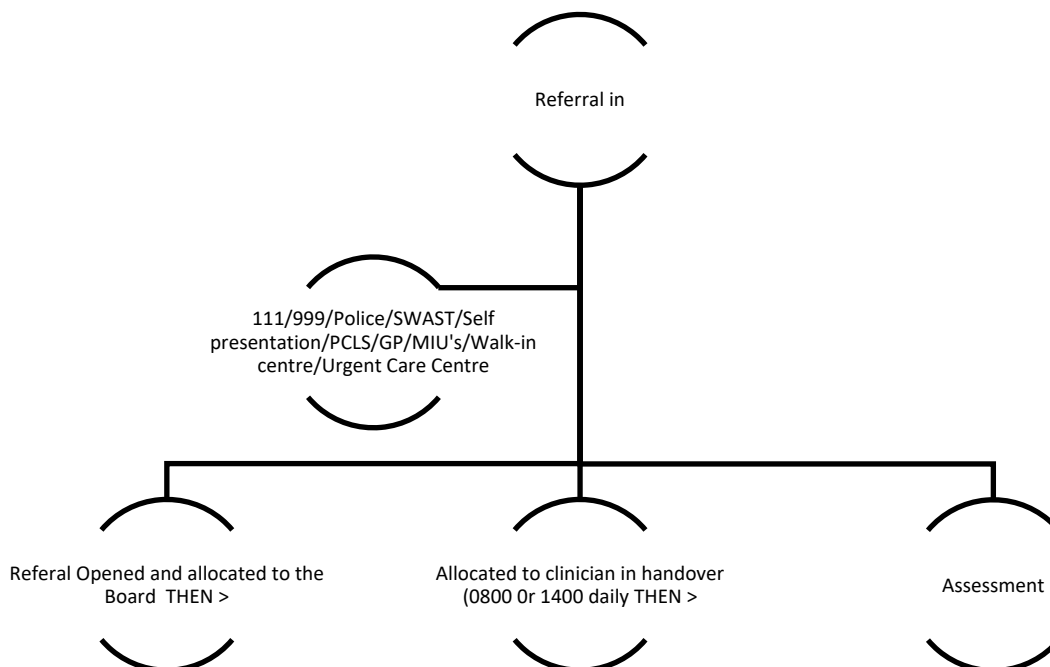 Referral in
111/999/Police/SWAST/Self
presentation/PCLS/GP/MIU's/Walk-in
centre/Urgent Care Centre
Referal Opened and allocated to the
Board  THEN >
Allocated to clinician in handover
(0800 0r 1400 daily THEN >
Assessment